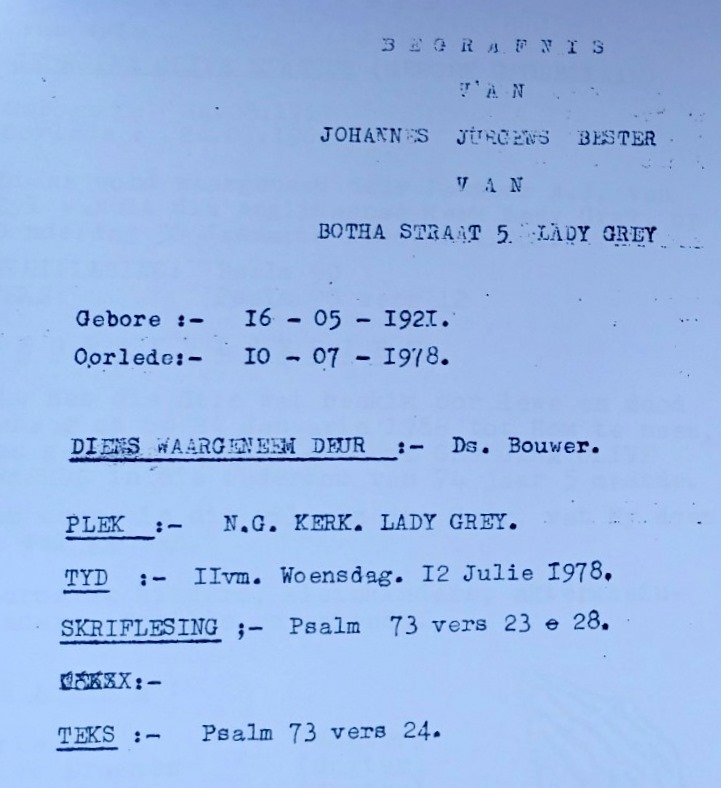 B E G R A F N I S
V A N
JOHANNES JURGENS BESTER
V A N
BOTHA STRAAT 5 LADY GREY
Gebore :- I6 - 05 - I92I.
Oorlede:- IO - 07 - I978.
DIENS WAARGENEEM DEUR :- Ds. Bouwer.
PLEK :- N.G. KERK. LADY GREY.
TYD :- IIvm. Woensdag. I2 Julie I978.
SKRIFLESING ;- Psalm 73 vers 23 e 28.
:-
TEKS :- Psalm 73 vers 24.